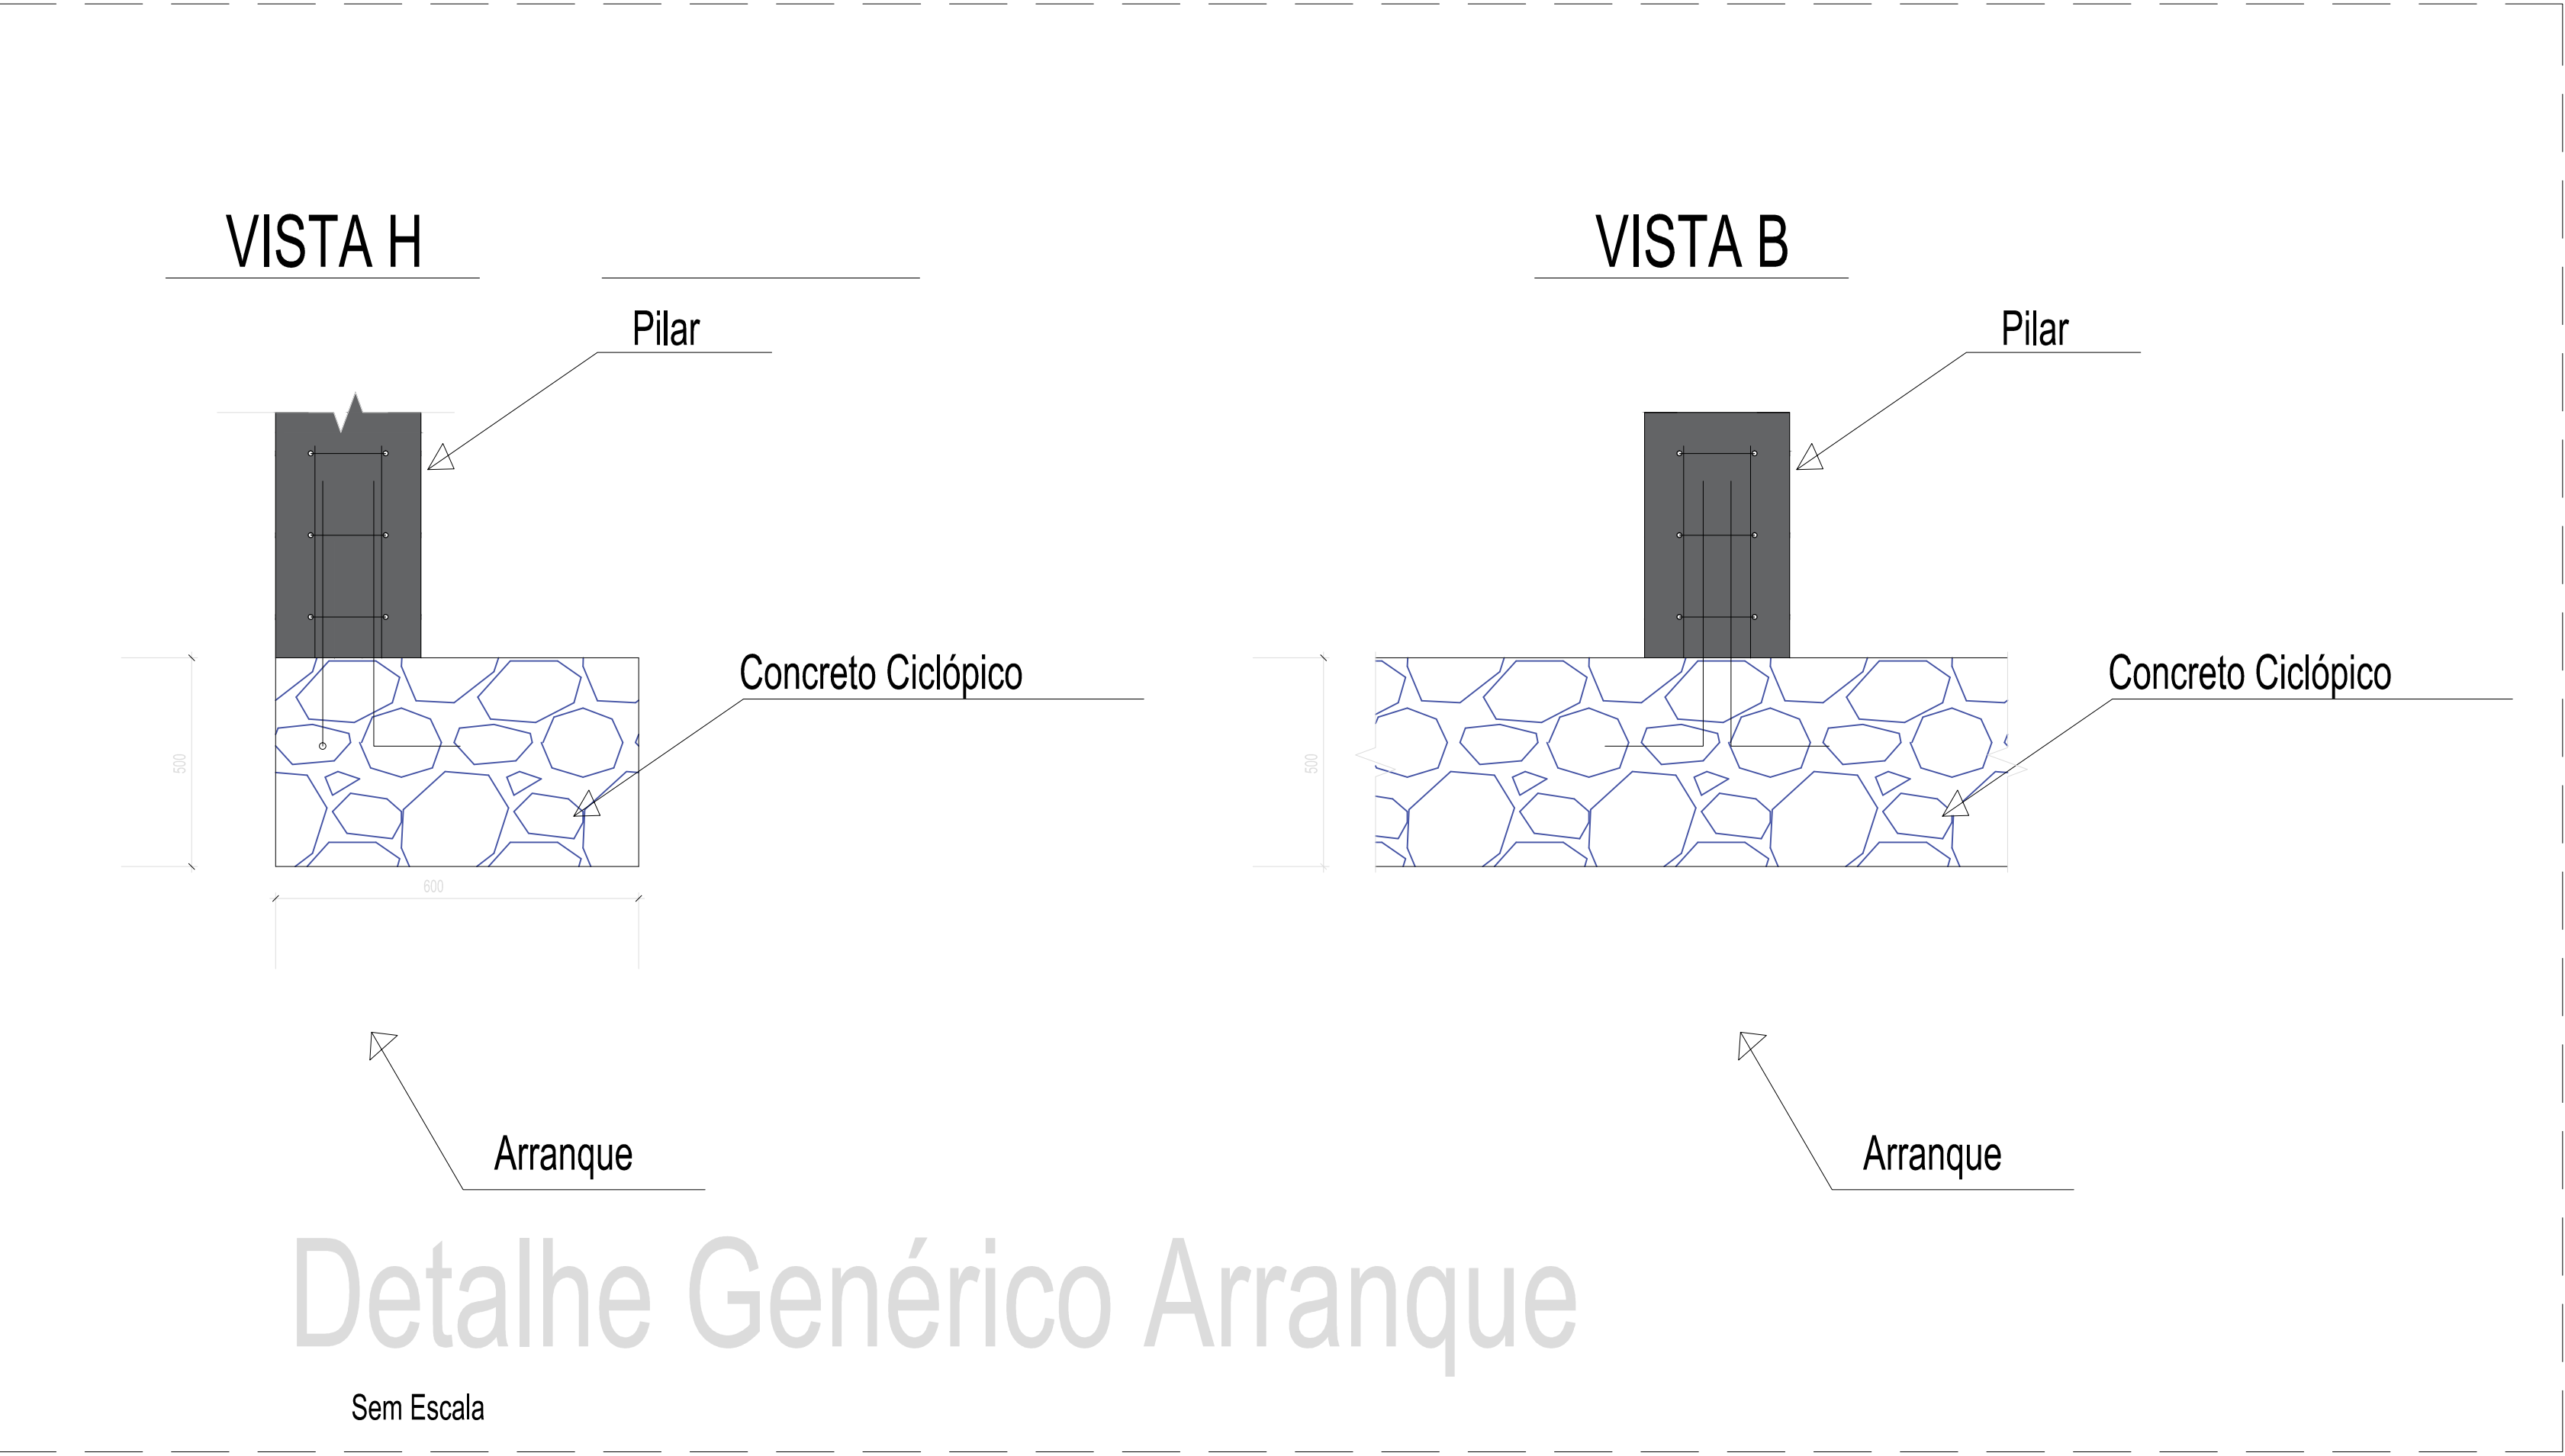 VISTA H
VISTA B
Pilar
Pilar
Concreto Ciclópico
Concreto Ciclópico
500
500
600
Arranque
Arranque
Detalhe Genérico Arranque
Sem Escala